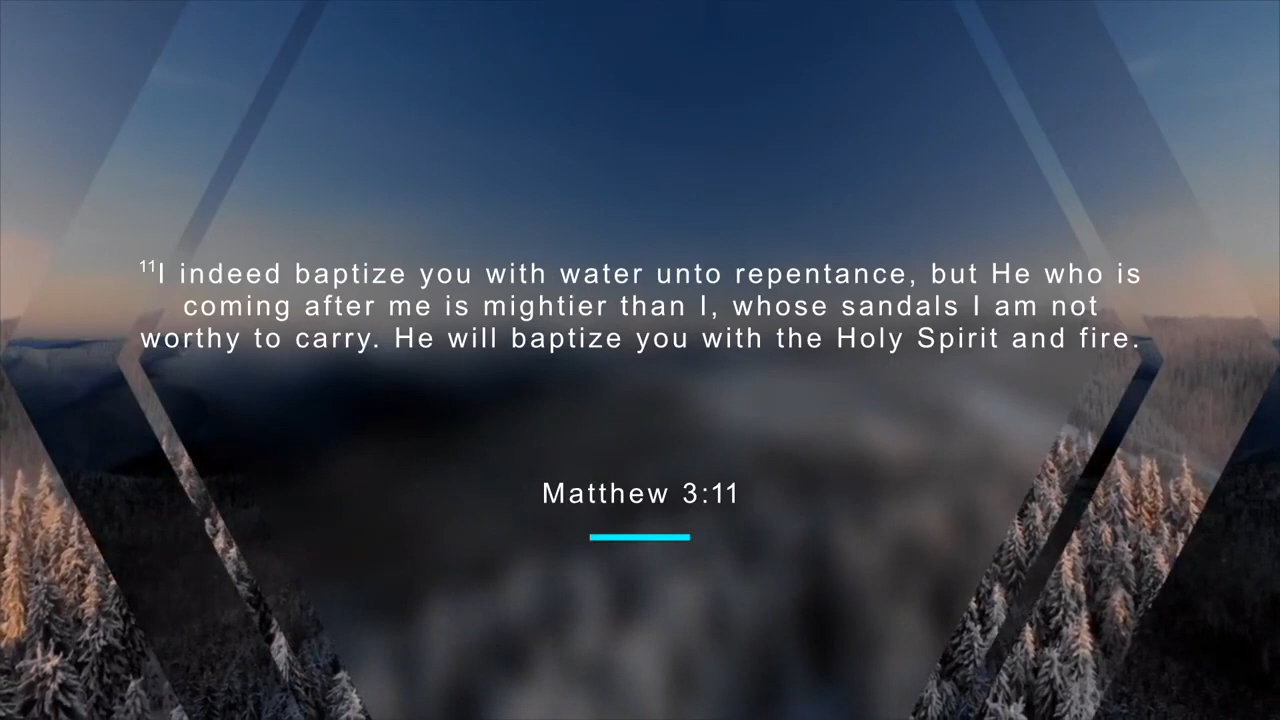 11I indeed baptize you with water unto repentance, but He who is
coming after me is mightier than I, whose sandals I am not
worthy to carry. He will baptize you with the Holy Spirit and fire.
Matthew 3:11